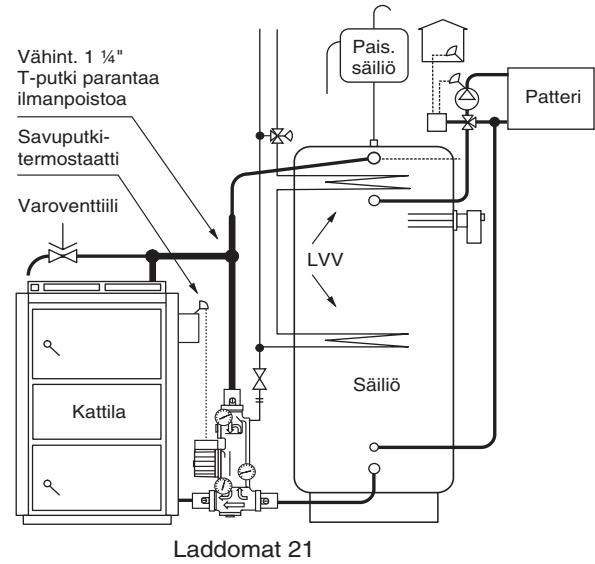 Vähint. 1 ¼"
T-putki parantaa
ilmanpoistoa
Savuputki-
termostaatti
Varoventtiili
Pais.
säiliö
Patteri
LVV
Säiliö
Kattila
Laddomat 21